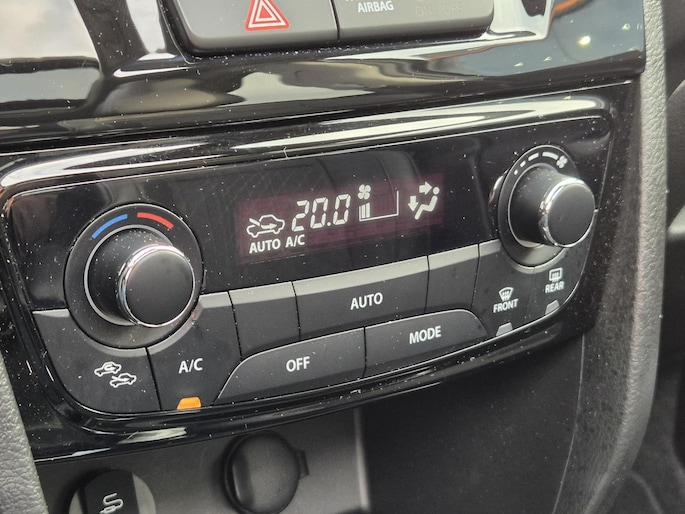 AIRBAG
20.0
AUTO A/C
AUTO
FRONT
REAR
A/C
OFF
MODE